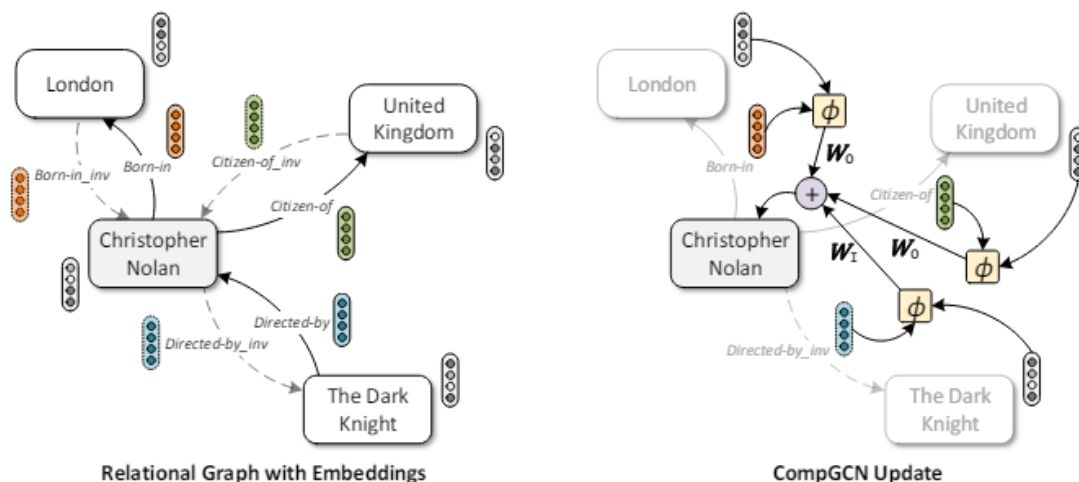 London
United
Kingdom
Citizen-of_inv
Born-in
Born-in_inv
Citizen-of
Christopher
Nolan
Directed-by
Directed-by_inv
The Dark
Knight
Relational Graph with Embeddings
London
United
Kingdom
ϕ
W_O
Born-in
Citizen-of
+
Christopher
Nolan
W_I
W_O
ϕ
ϕ
Directed-by_inv
The Dark
Knight
CompGCN Update